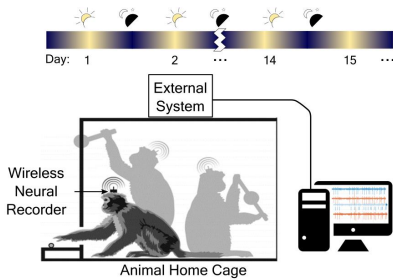 Day: 1 2 ... 14 15 ...
External
System
Wireless
Neural
Recorder
Animal Home Cage